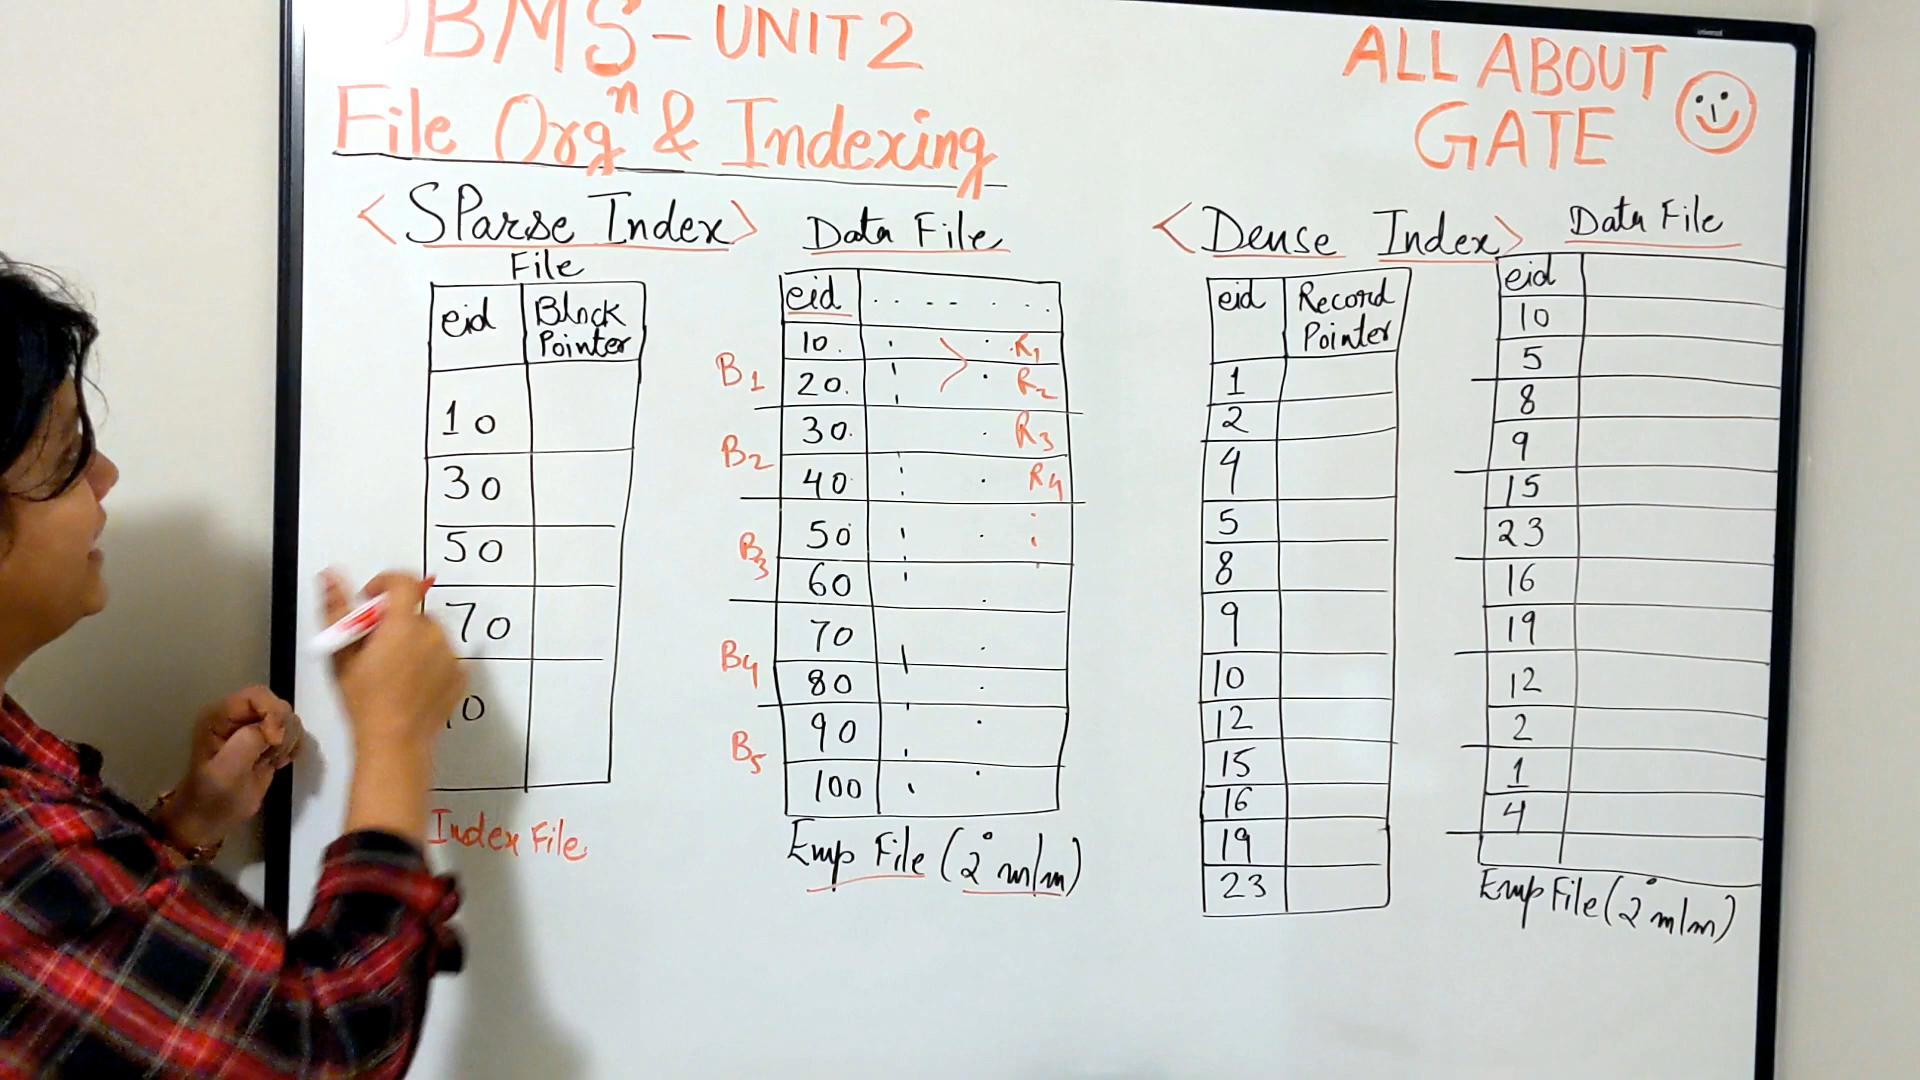 DBMS - UNIT 2
File Orgⁿ & Indexing
ALL ABOUT
GATE
<SParse Index>
File
eid
Block
Pointer
10
30
50
70
Index File
Data File
eid
10
20
30
40
50
60
70
80
90
100
B1
B2
B3
B4
B5
R1
R2
R3
R4
Emp File (2° m/m)
<Dense Index>
eid
Record
Pointer
1
2
4
5
8
9
10
12
15
16
19
23
Data File
eid
10
5
8
9
15
23
16
19
12
2
1
4
Emp File (2° m/m)